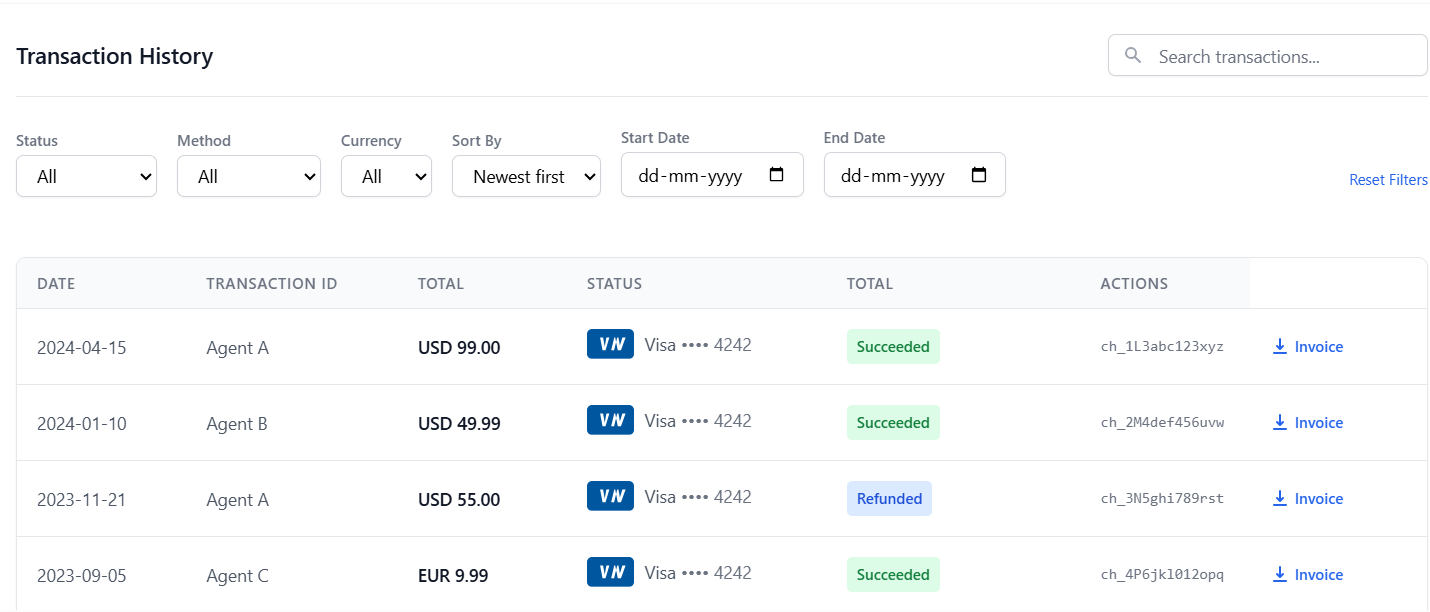 Transaction History
Search transactions...
Status Method Currency Sort By Start Date End Date
All All All Newest first dd-mm-yyyy dd-mm-yyyy
Reset Filters
DATE TRANSACTION ID TOTAL STATUS TOTAL ACTIONS
2024-04-15 Agent A USD 99.00 Visa •••• 4242 Succeeded ch_1L3abc123xyz Invoice
2024-01-10 Agent B USD 49.99 Visa •••• 4242 Succeeded ch_2M4def456uvw Invoice
2023-11-21 Agent A USD 55.00 Visa •••• 4242 Refunded ch_3N5ghi789rst Invoice
2023-09-05 Agent C EUR 9.99 Visa •••• 4242 Succeeded ch_4P6jkl012opq Invoice